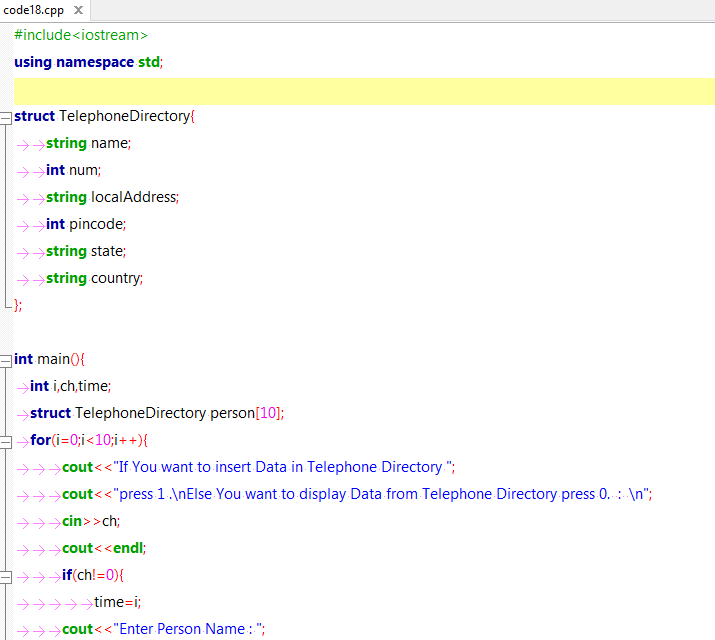 code18.cpp
#include<iostream>
using namespace std;
struct TelephoneDirectory{
string name;
int num;
string localAddress;
int pincode;
string state;
string country;
};
int main(){
int i,ch,time;
struct TelephoneDirectory person[10];
for(i=0;i<10;i++){
cout<<"If You want to insert Data in Telephone Directory ";
cout<<"press 1 .\nElse You want to display Data from Telephone Directory press 0.  :  \n";
cin>>ch;
cout<<endl;
if(ch!=0){
time=i;
cout<<"Enter Person Name : ";